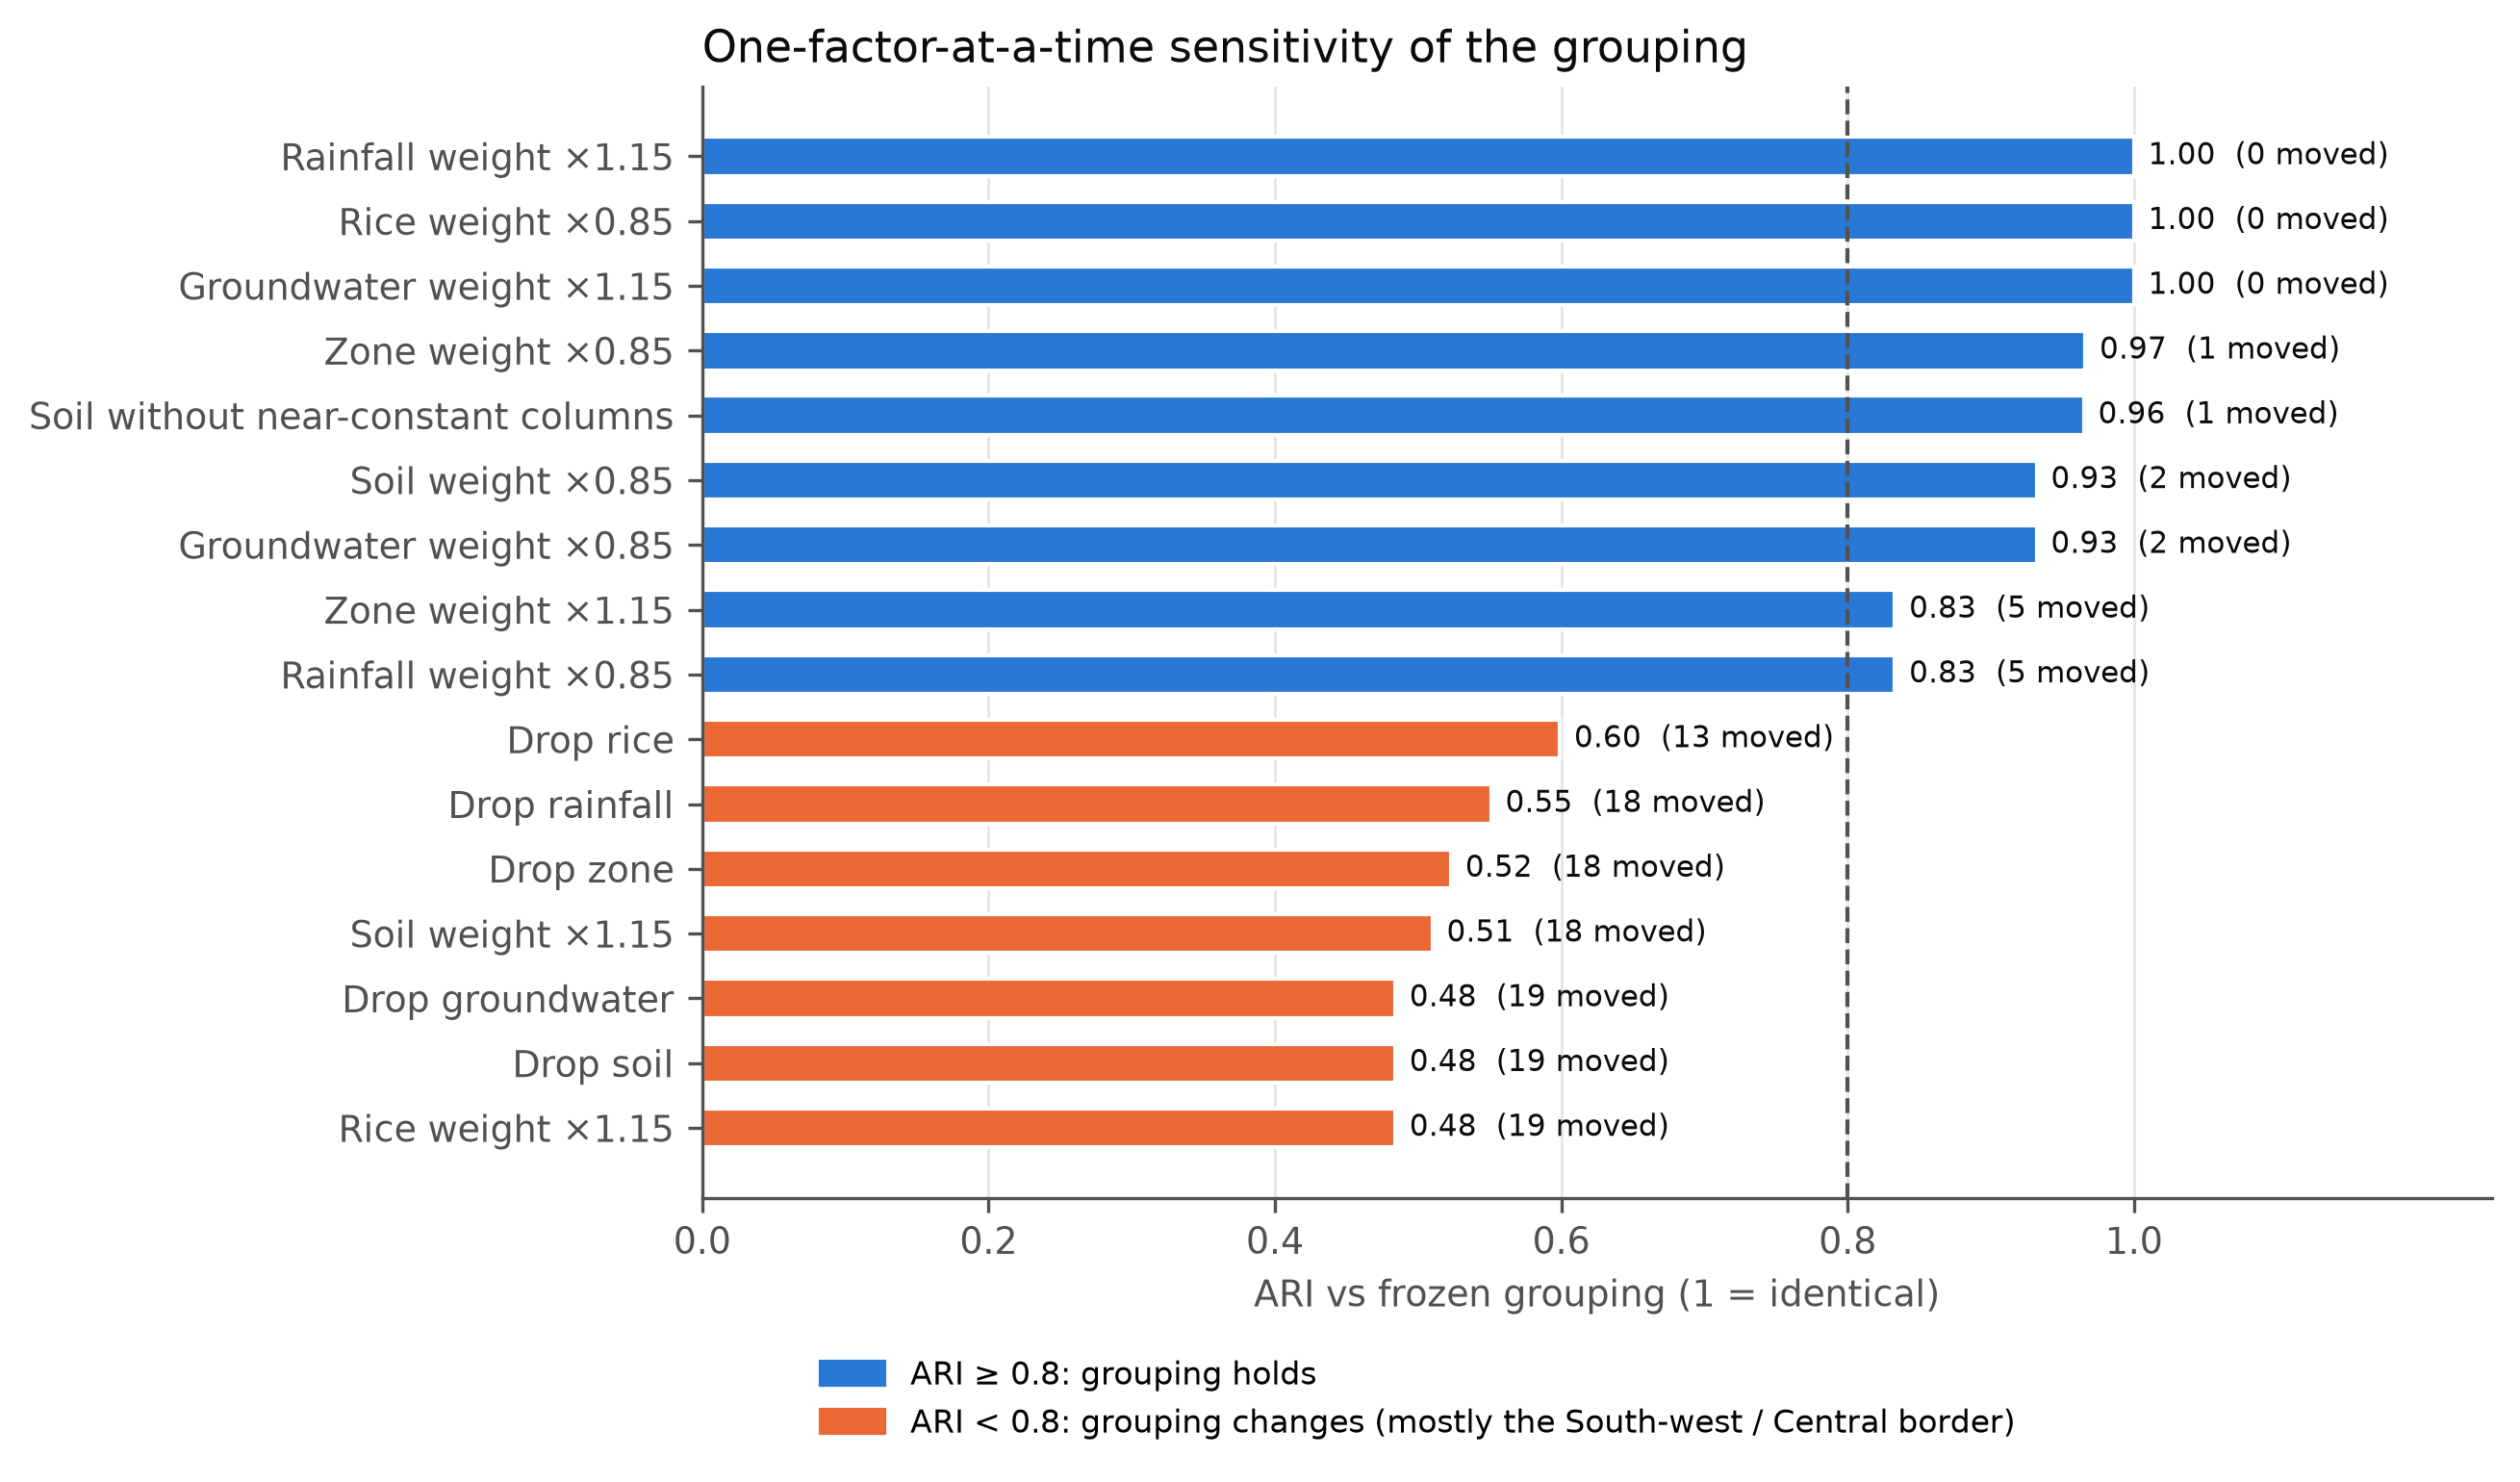 One-factor-at-a-time sensitivity of the grouping
Rainfall weight ×1.15 1.00 (0 moved)
Rice weight ×0.85 1.00 (0 moved)
Groundwater weight ×1.15 1.00 (0 moved)
Zone weight ×0.85 0.97 (1 moved)
Soil without near-constant columns 0.96 (1 moved)
Soil weight ×0.85 0.93 (2 moved)
Groundwater weight ×0.85 0.93 (2 moved)
Zone weight ×1.15 0.83 (5 moved)
Rainfall weight ×0.85 0.83 (5 moved)
Drop rice 0.60 (13 moved)
Drop rainfall 0.55 (18 moved)
Drop zone 0.52 (18 moved)
Soil weight ×1.15 0.51 (18 moved)
Drop groundwater 0.48 (19 moved)
Drop soil 0.48 (19 moved)
Rice weight ×1.15 0.48 (19 moved)
0.0 0.2 0.4 0.6 0.8 1.0
ARI vs frozen grouping (1 = identical)
ARI ≥ 0.8: grouping holds
ARI < 0.8: grouping changes (mostly the South-west / Central border)